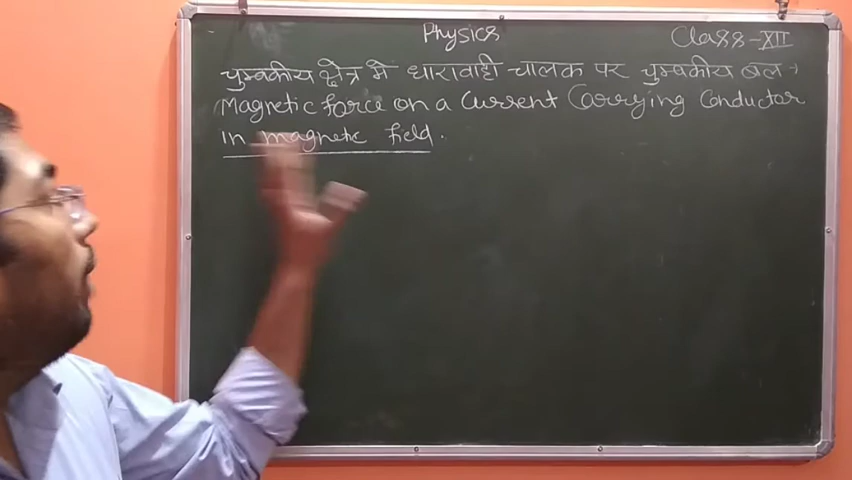 Physics Class-XII
चुम्बकीय क्षेत्र मे धारावाही चालक पर चुम्बकीय बल →
Magnetic force on a Current Carrying Conductor
in magnetic field.